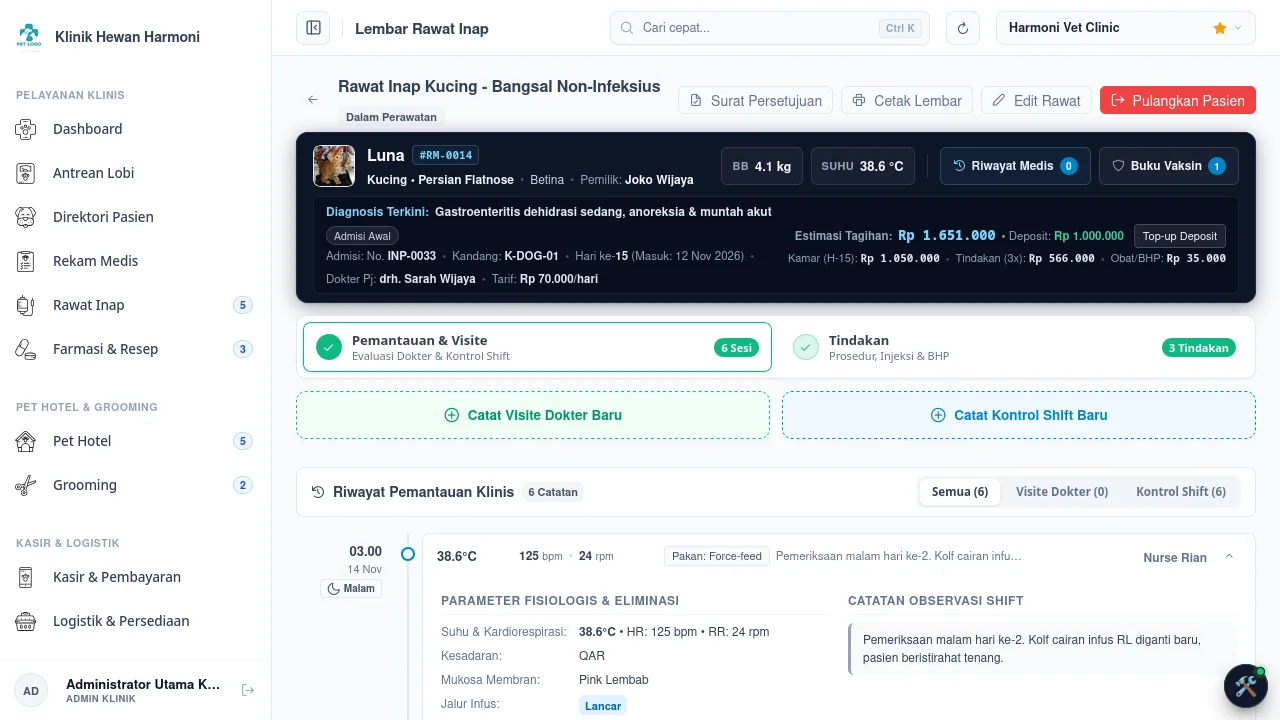 PET LOGO
Klinik Hewan Harmoni
PELAYANAN KLINIS
Dashboard
Antrean Lobi
Direktori Pasien
Rekam Medis
Rawat Inap 5
Farmasi & Resep 3
PET HOTEL & GROOMING
Pet Hotel 5
Grooming 2
KASIR & LOGISTIK
Kasir & Pembayaran
Logistik & Persediaan
AD
Administrator Utama K...
ADMIN KLINIK
Lembar Rawat Inap
Cari cepat...
Ctrl K
Harmoni Vet Clinic
Rawat Inap Kucing - Bangsal Non-Infeksius
Dalam Perawatan
Surat Persetujuan
Cetak Lembar
Edit Rawat
Pulangkan Pasien
Luna #RM-0014
Kucing • Persian Flatnose • Betina • Pemilik: Joko Wijaya
BB 4.1 kg
SUHU 38.6 °C
Riwayat Medis 0
Buku Vaksin 1
Diagnosis Terkini: Gastroenteritis dehidrasi sedang, anoreksia & muntah akut
Admisi Awal
Admisi: No. INP-0033 • Kandang: K-DOG-01 • Hari ke-15 (Masuk: 12 Nov 2026) •
Dokter Pj: drh. Sarah Wijaya • Tarif: Rp 70.000/hari
Estimasi Tagihan: Rp 1.651.000 • Deposit: Rp 1.000.000 Top-up Deposit
Kamar (H-15): Rp 1.050.000 • Tindakan (3x): Rp 566.000 • Obat/BHP: Rp 35.000
Pemantauan & Visite
Evaluasi Dokter & Kontrol Shift
6 Sesi
Tindakan
Prosedur, Injeksi & BHP
3 Tindakan
Catat Visite Dokter Baru
Catat Kontrol Shift Baru
Riwayat Pemantauan Klinis 6 Catatan
Semua (6) Visite Dokter (0) Kontrol Shift (6)
03.00
14 Nov
Malam
38.6°C 125 bpm • 24 rpm Pakan: Force-feed Pemeriksaan malam hari ke-2. Kolf cairan infu... Nurse Rian
PARAMETER FISIOLOGIS & ELIMINASI
Suhu & Kardiorespirasi: 38.6°C • HR: 125 bpm • RR: 24 rpm
Kesadaran: QAR
Mukosa Membran: Pink Lembab
Jalur Infus: Lancar
CATATAN OBSERVASI SHIFT
Pemeriksaan malam hari ke-2. Kolf cairan infus RL diganti baru,
pasien beristirahat tenang.